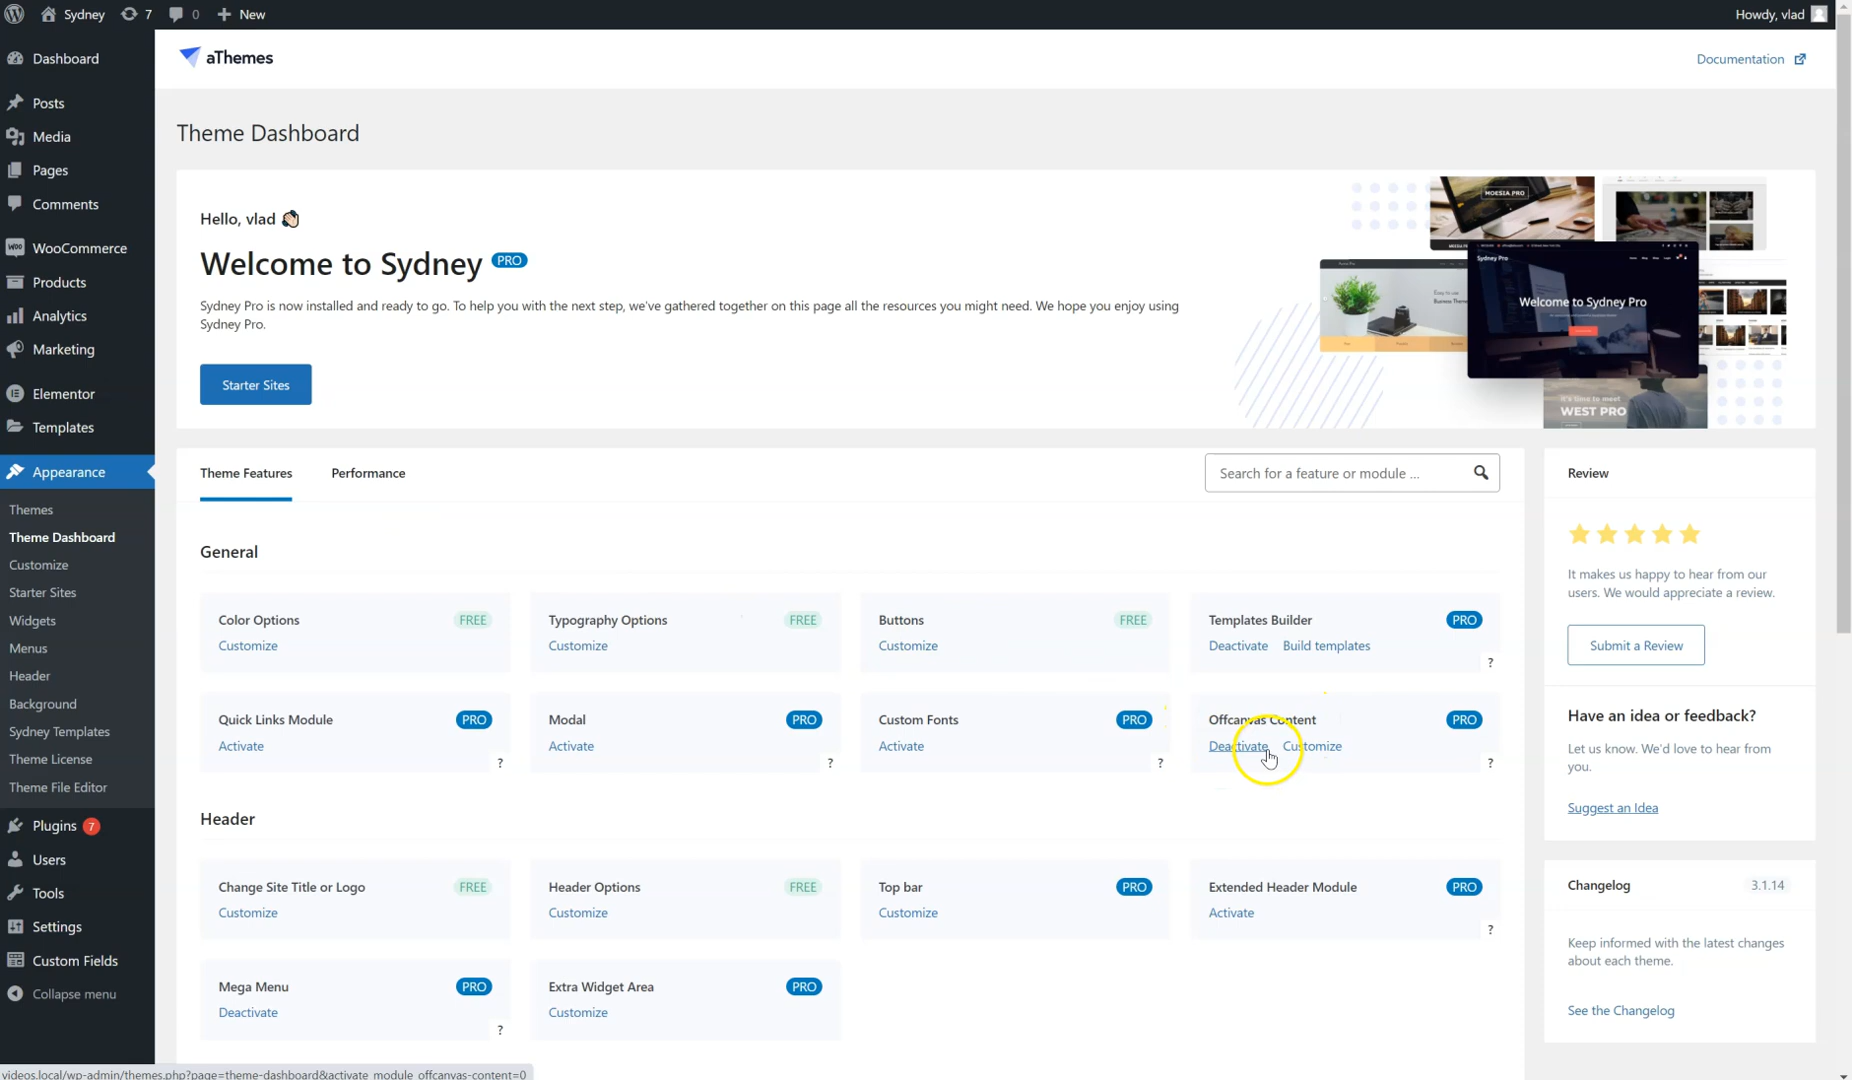 Sydney
7
0
New
Howdy, vlad
Dashboard
Posts
Media
Pages
Comments
WooCommerce
Products
Analytics
Marketing
Elementor
Templates
Appearance
Themes
Theme Dashboard
Customize
Starter Sites
Widgets
Menus
Header
Background
Sydney Templates
Theme License
Theme File Editor
Plugins 7
Users
Tools
Settings
Custom Fields
Collapse menu
aThemes
Documentation
Theme Dashboard
Hello, vlad
Welcome to Sydney PRO
Sydney Pro is now installed and ready to go. To help you with the next step, we've gathered together on this page all the resources you might need. We hope you enjoy using
Sydney Pro.
Starter Sites
MOESIA PRO
Sydney Pro
Welcome to Sydney Pro
It's time to meet
WEST PRO
Theme Features
Performance
Search for a feature or module ...
General
Color Options FREE
Customize
Typography Options FREE
Customize
Buttons FREE
Customize
Templates Builder PRO
Deactivate Build templates
?
Quick Links Module PRO
Activate
?
Modal PRO
Activate
?
Custom Fonts PRO
Activate
?
Offcanvas Content PRO
Deactivate Customize
?
Header
Change Site Title or Logo FREE
Customize
Header Options FREE
Customize
Top bar PRO
Customize
Extended Header Module PRO
Activate
?
Mega Menu PRO
Deactivate
?
Extra Widget Area PRO
Customize
Review
It makes us happy to hear from our
users. We would appreciate a review.
Submit a Review
Have an idea or feedback?
Let us know. We'd love to hear from
you.
Suggest an Idea
Changelog 3.1.14
Keep informed with the latest changes
about each theme.
See the Changelog
videos.local/wp-admin/themes.php?page=theme-dashboard&activate_module_offcanvas-content=0